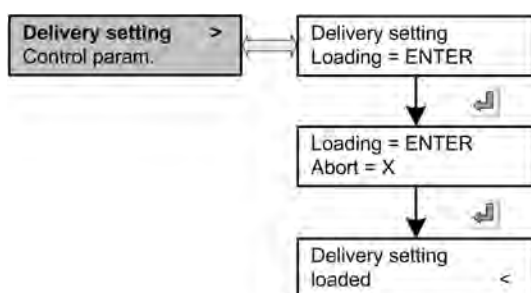 Delivery setting >
Control param.
Delivery setting
Loading = ENTER
Loading = ENTER
Abort = X
Delivery setting
loaded <